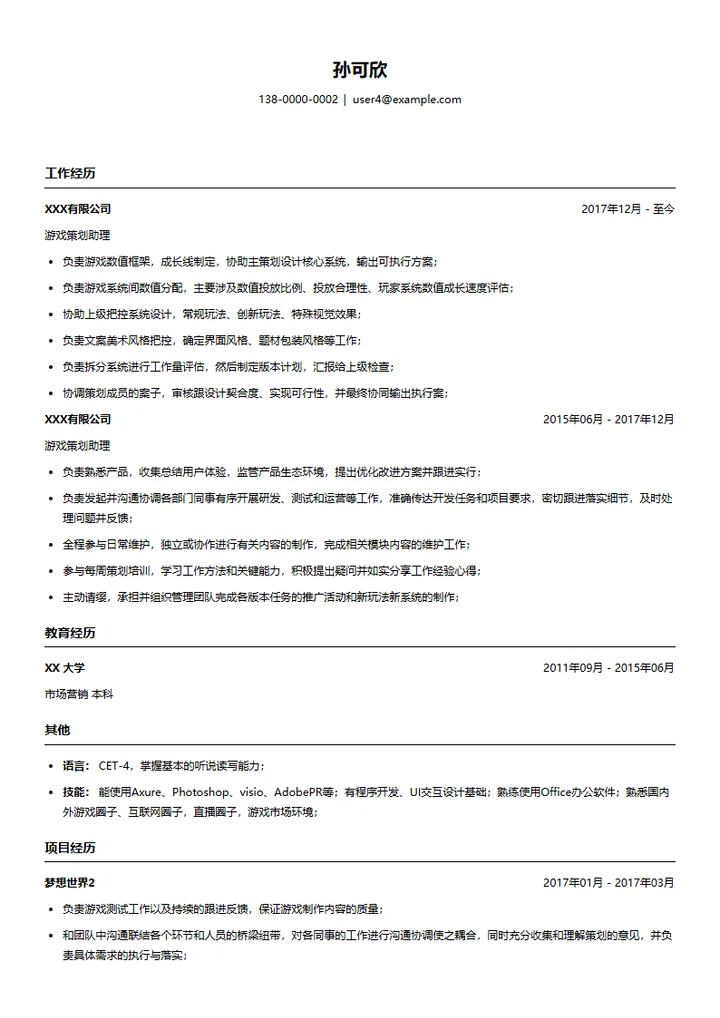 孙可欣
138-0000-0002 | user4@example.com
工作经历
XXX有限公司 2017年12月 - 至今
游戏策划助理
• 负责游戏数值框架，成长线制定，协助主策划设计核心系统，输出可执行方案；
• 负责游戏系统间数值分配，主要涉及数值投放比例、投放合理性、玩家系统数值成长速度评估；
• 协助上级把控系统设计，常规玩法、创新玩法、特殊视觉效果；
• 负责文案美术风格把控，确定界面风格、题材包装风格等工作；
• 负责拆分系统进行工作量评估，然后制定版本计划，汇报给上级检查；
• 协调策划成员的案子，审核跟设计契合度、实现可行性，并最终协同输出执行案；
XXX有限公司 2015年06月 - 2017年12月
游戏策划助理
• 负责熟悉产品，收集总结用户体验，监管产品生态环境，提出优化改进方案并跟进实行；
• 负责发起并沟通协调各部门同事有序开展研发、测试和运营等工作，准确传达开发任务和项目要求，密切跟进落实细节，及时处
理问题并反馈；
• 全程参与日常维护，独立或协作进行有关内容的制作，完成相关模块内容的维护工作；
• 参与每周策划培训，学习工作方法和关键能力，积极提出疑问并如实分享工作经验心得；
• 主动请缨，承担并组织管理团队完成各版本任务的推广活动和新玩法新系统的制作；
教育经历
XX 大学 2011年09月 - 2015年06月
市场营销 本科
其他
• 语言： CET-4，掌握基本的听说读写能力；
• 技能： 能使用Axure、Photoshop、visio、AdobePR等；有程序开发、UI交互设计基础；熟练使用Office办公软件；熟悉国内
外游戏圈子、互联网圈子，直播圈子，游戏市场环境；
项目经历
梦想世界2 2017年01月 - 2017年03月
• 负责游戏测试工作以及持续的跟进反馈，保证游戏制作内容的质量；
• 和团队中沟通联结各个环节和人员的桥梁纽带，对各同事的工作进行沟通协调使之耦合，同时充分收集和理解策划的意见，并负
责具体需求的执行与落实；